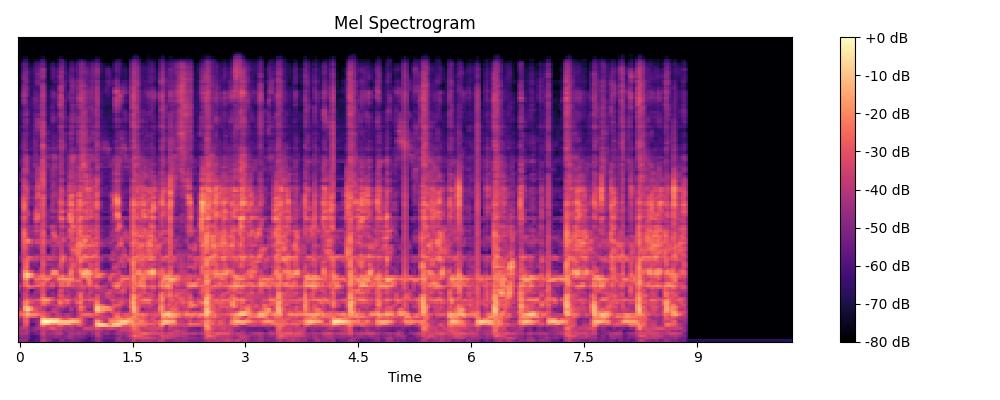 Mel Spectrogram
+0 dB
-10 dB
-20 dB
-30 dB
-40 dB
-50 dB
-60 dB
-70 dB
-80 dB
0 1.5 3 4.5 6 7.5 9
Time